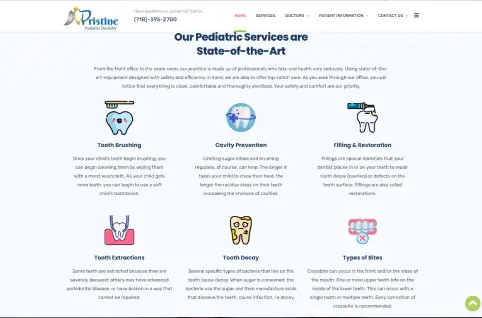 Pristine
Pediatric Dentistry
Have questions or consult us? Call Us
(718)-395-2700
HOME
SERVICES
DOCTORS
PATIENT INFORMATION
CONTACT US
Our Pediatric Services are
State-of-the-Art
From the front office to the exam room, our practice is made up of professionals who take oral health very seriously. Using state-of-the-
art-equipment designed with safety and efficiency in mind, we are able to offer top-notch care. As you walk through our office, you will
notice that everything is clean, comfortable and thoroughly sterilized. Your safety and comfort are our priority.
Tooth Brushing
Once your child's teeth begin erupting, you
can begin cleaning them by wiping them
with a moist washcloth. As your child gets
more teeth, you can begin to use a soft
child's toothbrush.
Cavity Prevention
Limiting sugar intake and brushing
regularly, of course, can help. The longer it
takes your child to chew their food, the
longer the residue stays on their teeth
increasing the chances of cavities.
Filling & Restoration
Fillings are special materials that your
dentist places in or on your teeth to repair
tooth decay (cavities) or defects on the
tooth surface. Fillings are also called
restorations.
Tooth Extractions
Some teeth are extracted because they are
severely decayed; others may have advanced
periodontal disease, or have broken in a way that
cannot be repaired.
Tooth Decay
Several specific types of bacteria that live on the
teeth cause decay. When sugar is consumed, the
bacteria use the sugar and then manufacture acids
that dissolve the teeth, cause infection, i.e decay.
Types of Bites
Crossbite can occur in the front and/or the sides of
the mouth: One or more upper teeth bite on the
inside of the lower teeth. This can occur with a
single tooth or multiple teeth. Early correction of
crossbite is recommended.